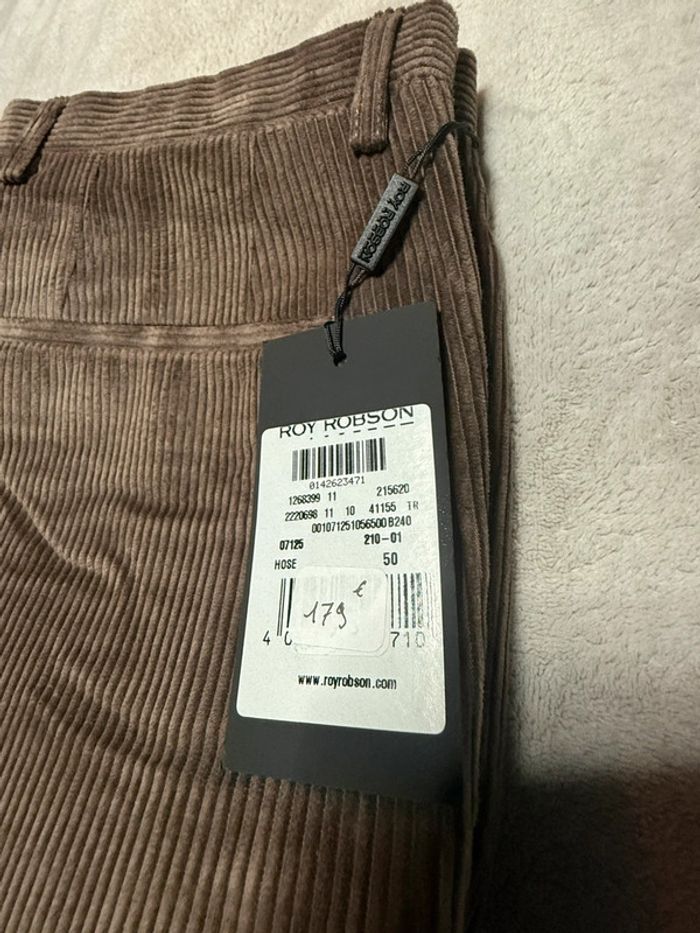 ROY ROBSON
ROY ROBSON
0142623471
1268399 11 215620
2220698 11 10 41155 TR
001071251056500 B240
07125 210-01
HOSE 50
179 €
4 710
www.royrobson.com